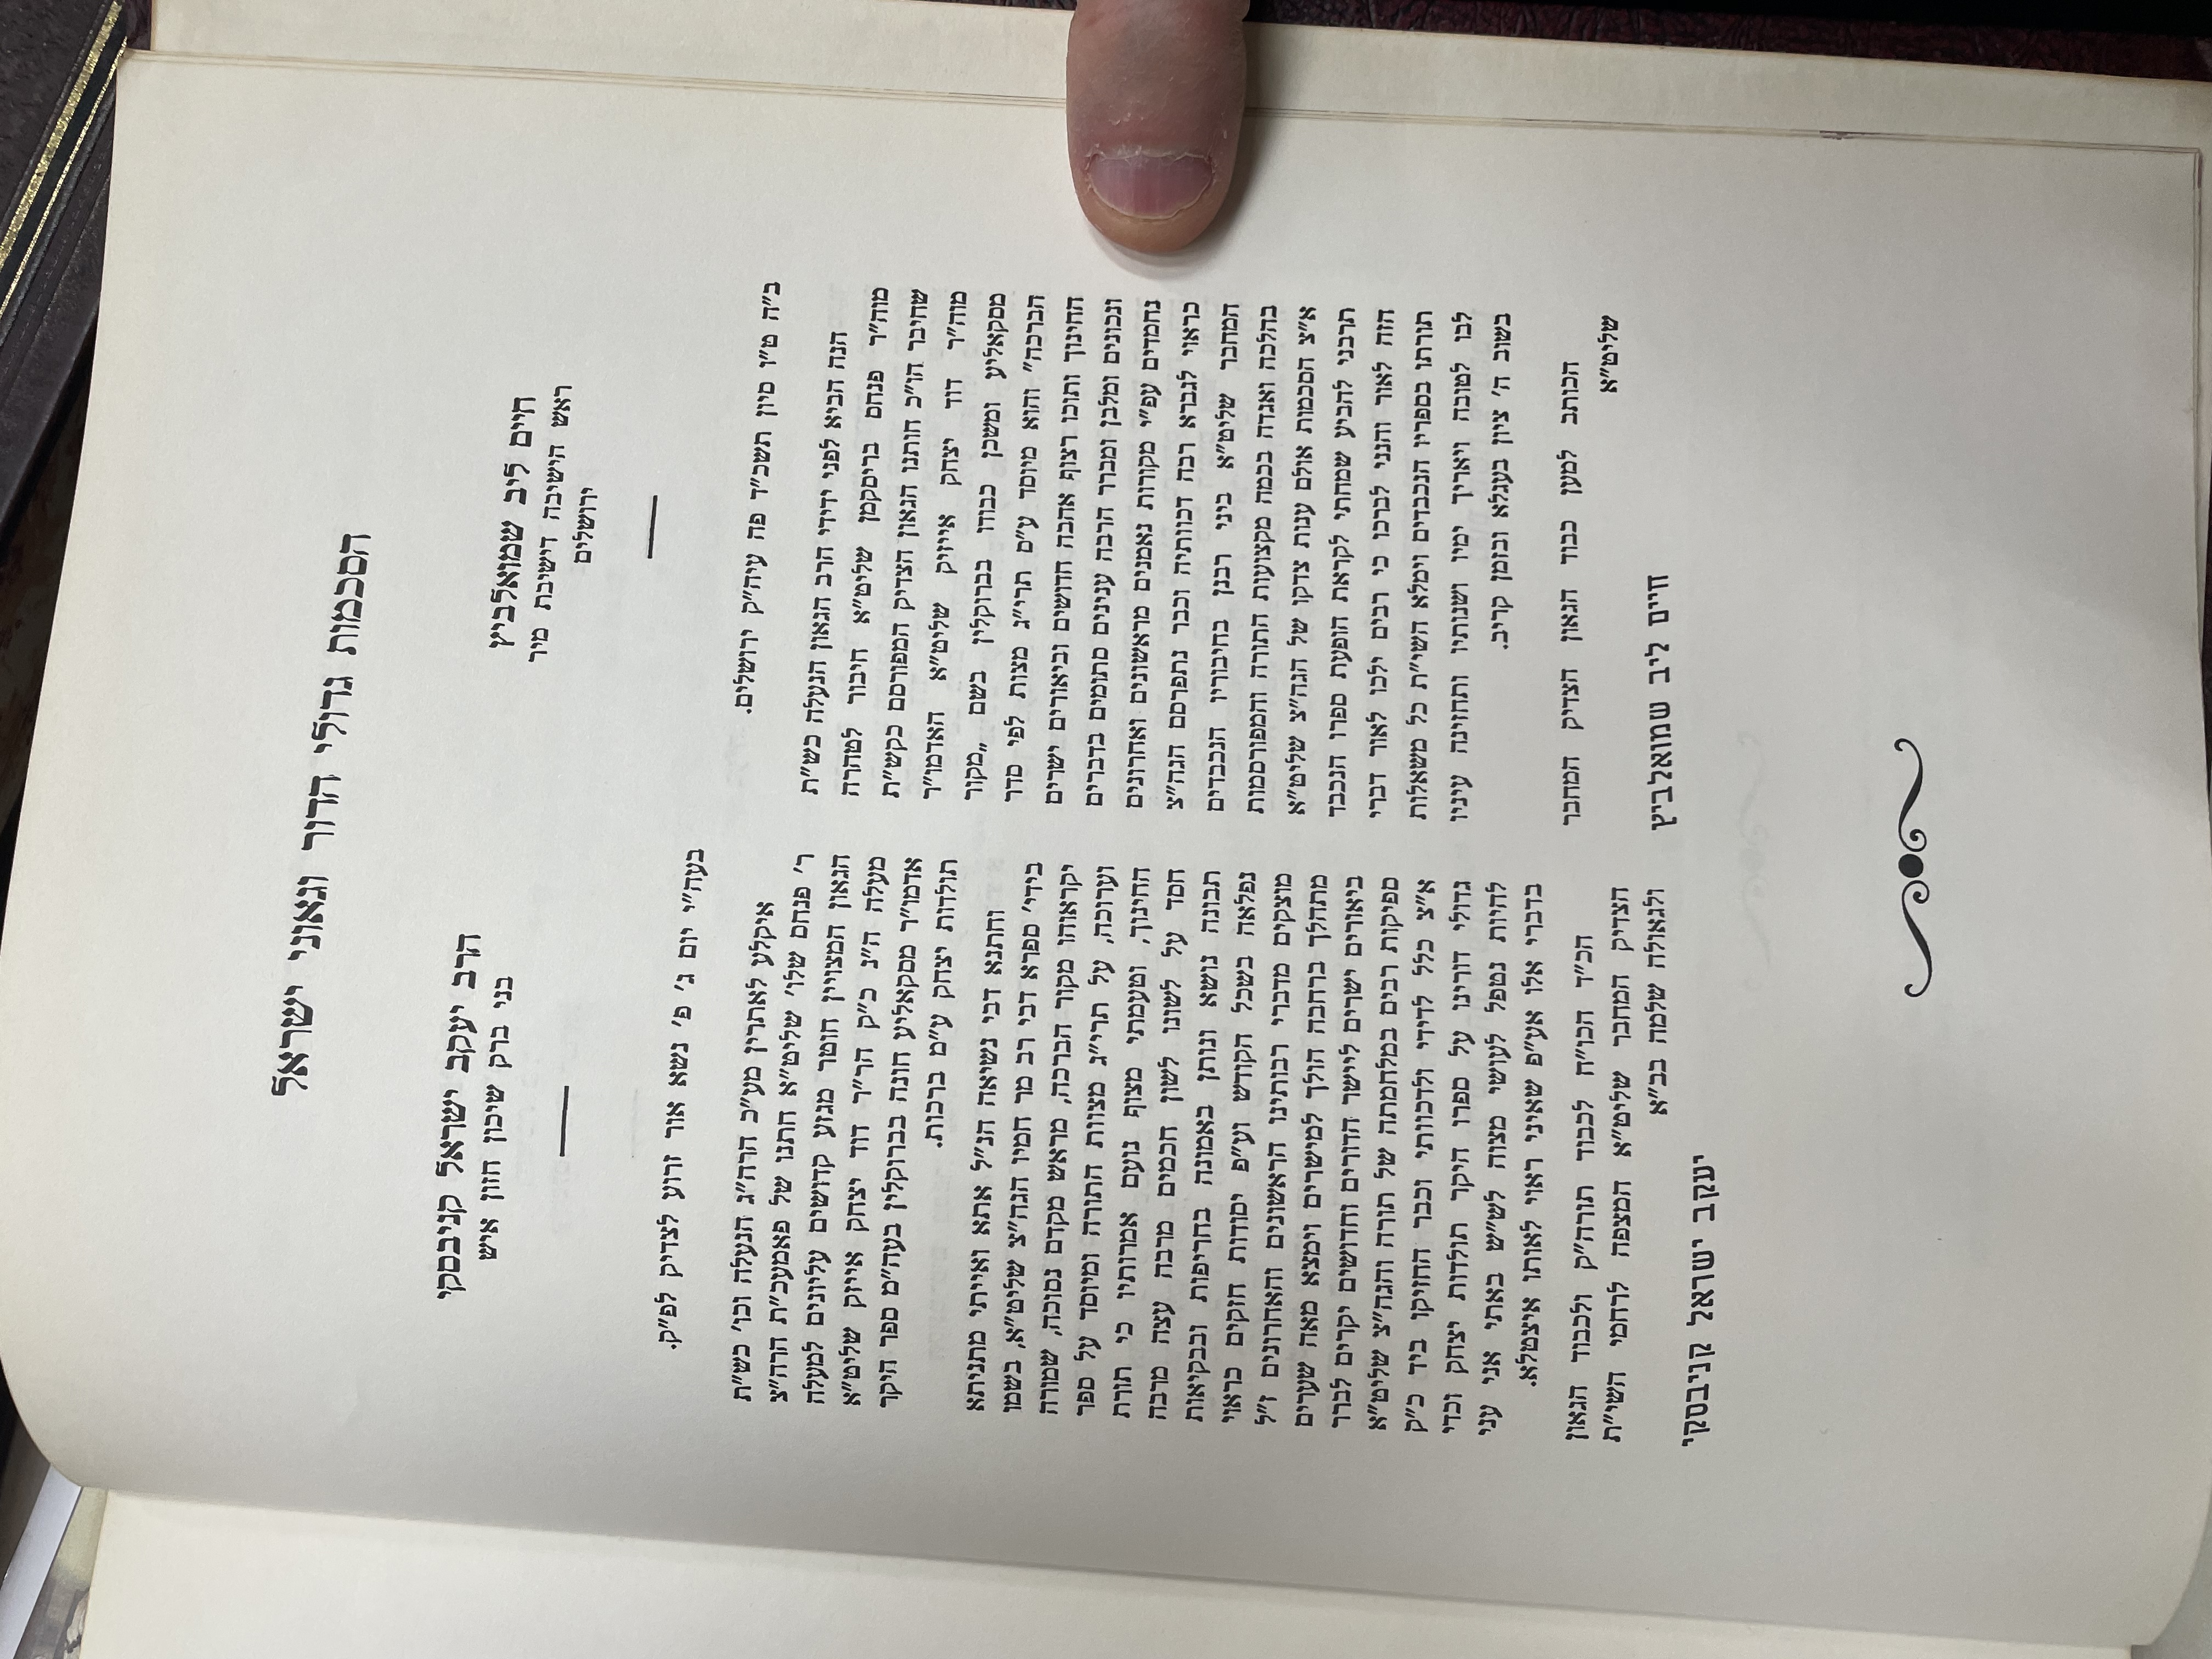 הסכמות גדולי הדור וגאוני ישראל
חיים ליב שמואלביץ
ראש הישיבה דישיבת מיר
ירושלים
ב״ה ט״ו סיון תשכ״ד פה עיה״ק ירושלים.
הנה הביא לפני ידידי הרב הגאון הנעלה כש״ת
מוה״ר פנחם בריסקמן שליט״א חיבור לטהרה
שחיבר הו״כ חותנו הגאון הצדיק המפורסם כקש״ת
מוה״ר דוד יצחק אייזיק שליט״א האדמו״ר
מסקאליע ומשכן כבודו בברוקלין בשם „מקור
הברכה״ והוא מיוסד ע״ס תרי״ג מצות לפי סדר
החינוך ותוכו רצוף אהבה חדושים וביאורים ישרים
ונכונים ומלבן ומברר הרבה ענינים סתומים בדברים
נחמדים עפ״י מקורות נאמנים מראשונים ואחרונים
כראוי לגברא רבה דכוותיה וכבר נתפרסם הגה״צ
המחבר שליט״א ביני רבנן בחיבוריו הנכבדים
בהלכה ואגדה בכמה מקצועות התורה והמפורסמות
א״צ הסכמות אולם ענות צדקו של הגה״צ שליט״א
תרבני להביע שמחתי לקראת הופעת ספרו הנכבד
הזה לאור והנני לברכו כי רבים ילכו לאור דברי
תורתו בספריו הנכבדים וימלא השי״ת כל משאלות
לבו לטובה ויאריך ימיו ושנותיו ותחזינה עיניו
בשוב ה׳ ציון בעגלא ובזמן קריב.
הכותב למען כבוד הגאון הצדיק המחבר
שליט״א
חיים ליב שמואלביץ
הרב יעקב ישראל קניבסקי
בני ברק שיכון חזון איש
בעה״י יום ג׳ פ׳ נשא אור זרוע לצדיק לפ״ק.
איקלע לאתרין מע״כ הרה״ג הנעלה וכו׳ כש״ת
ר׳ פנחם שלו׳ שליט״א חתנו של פאמעכ״ת הרה״צ
הגאון המצויין חוטר מגזע קדושים עליונים למעלה
מעלה ה״נ כ״ק הר״ר דוד יצחק אייזק שליט״א
אדמו״ר מסקאליע חונה בברוקלין בעה״מ ספר היקר
תולדות יצחק ע״מ ברכות.
וחתנא דבי נשיאה הנ״ל אתא ואייתי מתניתא
בידי׳ ספרא דבי רב מר חמיו הגה״צ שליט״א, בשמו
יקראוהו מקור הברכה, מראש מקדם נסוכה, שמורה
וערוכה, על תרי״ג מצוות התורה ומיוסד על ספר
החינוך, וטעמתי מצוף נועם אמרותיו כי תורת
חסד על לשונו לשון חכמים מרבה עצה מרבה
תבונה נושא ונותן באמונה בחריפות ובבקיאות
נפלאה בשכל הקודש וע״פ יסודות חזקים כראוי
מוצקים מדברי רבותינו הראשונים והאחרונים ז״ל
מתהלך ברחבה הולך למישרים וימצא מאה שערים
ביאורים ישרים ליישר הדורים וחדושים יקרים לברר
ספיקות רבים במלחמתה של תורה והגה״צ שליט״א
א״צ כלל לדידי ולדכוותי וכבר החזיקו ביד כ״ק
גדולי דורינו על ספרו היקר תולדות יצחק וכדי
להיות נטפל לעושי מצוה לש״ש באתי אני עני
בדברי אלו אע״פ שאיני ראוי לאותו איצטלא.
הכ״ד הכו״ח לכבוד תורה״ק ולכבוד הגאון
הצדיק המחבר שליט״א המצפה לרחמי השי״ת
ולגאולה שלמה בב״א
יעקב ישראל קניבסקי